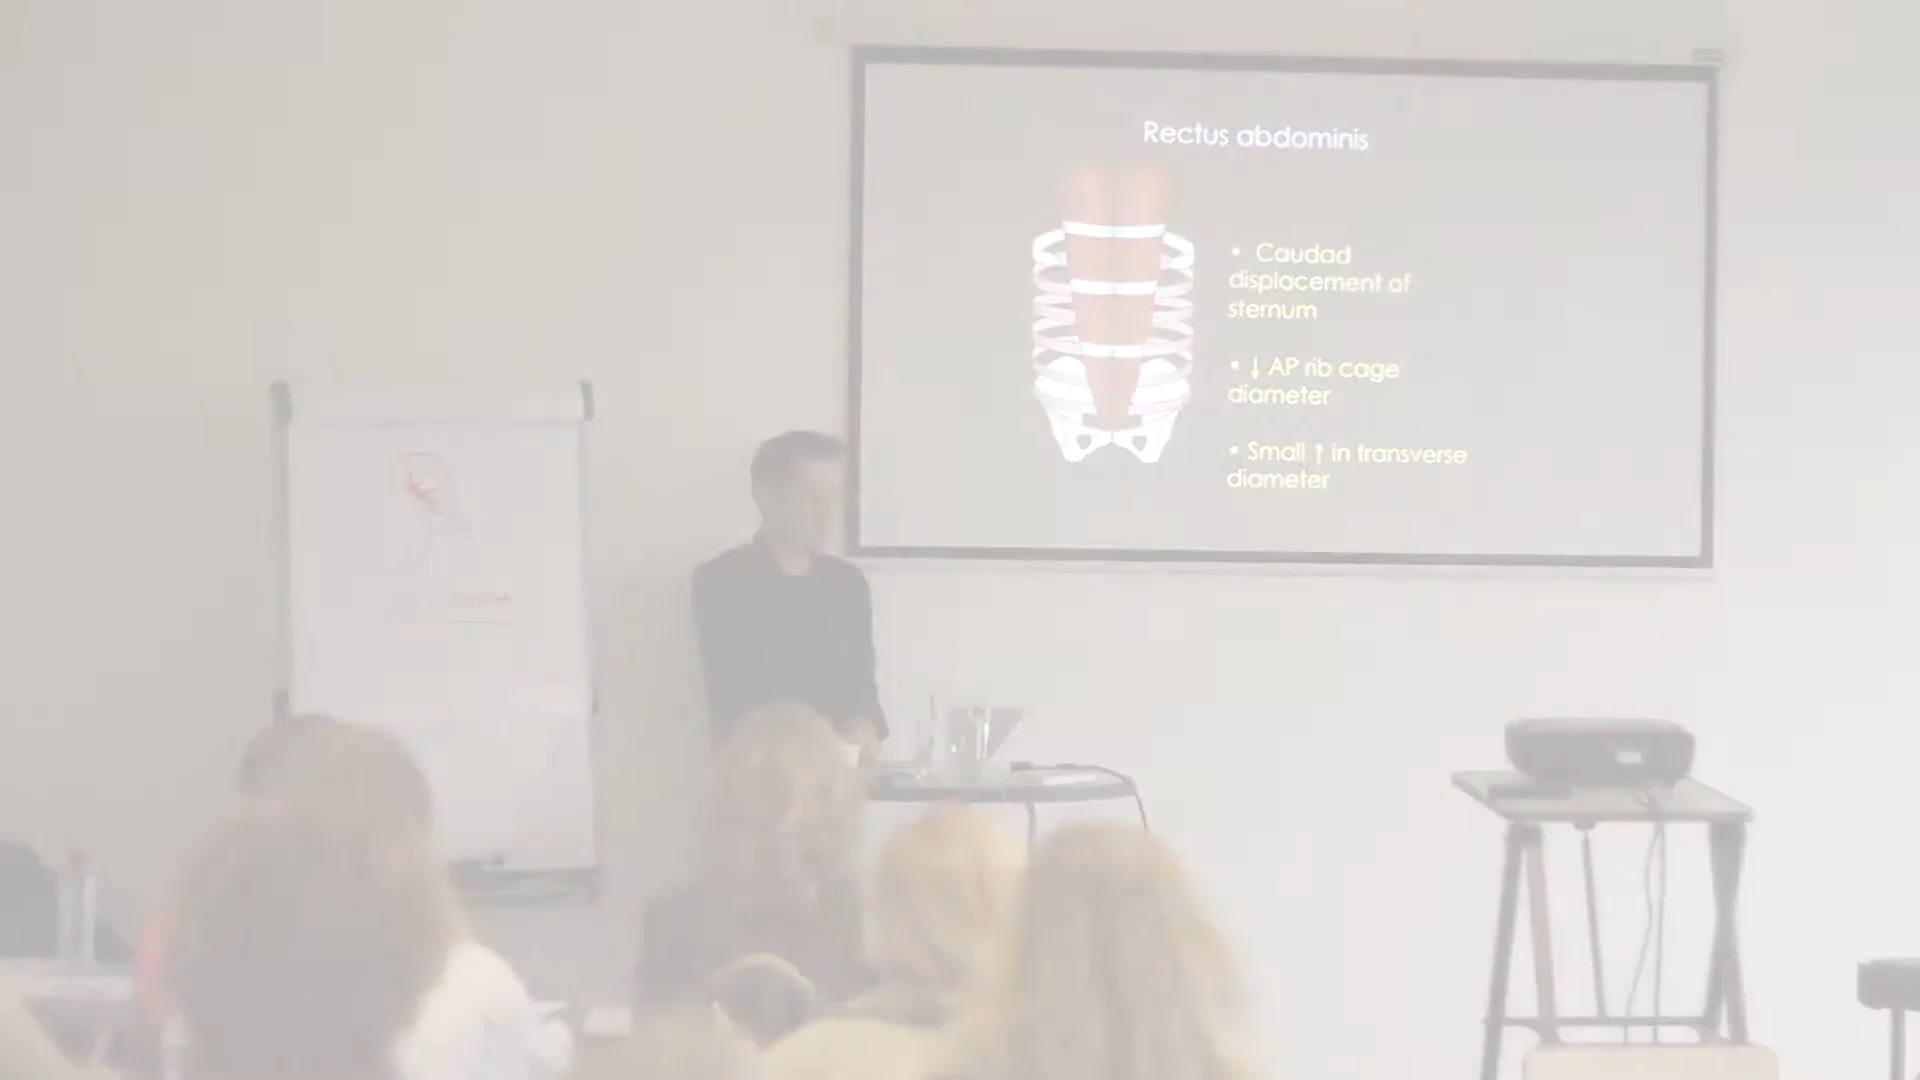 Rectus abdominis
• Caudad
displacement of
sternum
• ↓ AP rib cage
diameter
• Small ↑ in transverse
diameter